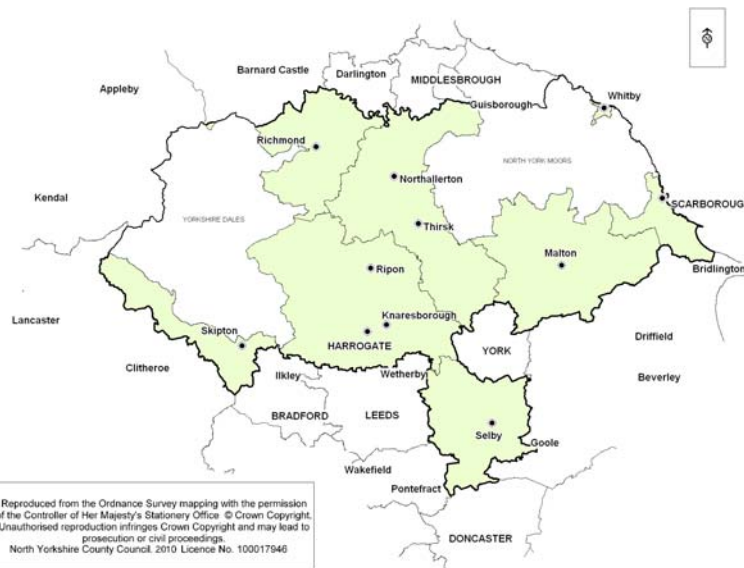 Barnard Castle
Darlington
MIDDLESBROUGH
Appleby
Guisborough
Whitby
Richmond
NORTH YORK MOORS
Northallerton
Kendal
SCARBOROUG
YORKSHIRE DALES
Thirsk
Malton
Ripon
Bridlington
Lancaster
Skipton
Knaresborough
HARROGATE
YORK
Driffield
Clitheroe
Ilkley
Wetherby
Beverley
BRADFORD
LEEDS
Selby
Goole
Wakefield
Pontefract
DONCASTER
Reproduced from the Ordnance Survey mapping with the permission
of the Controller of Her Majesty's Stationery Office © Crown Copyright.
Unauthorised reproduction infringes Crown Copyright and may lead to
prosecution or civil proceedings.
North Yorkshire County Council. 2010 Licence No. 100017946